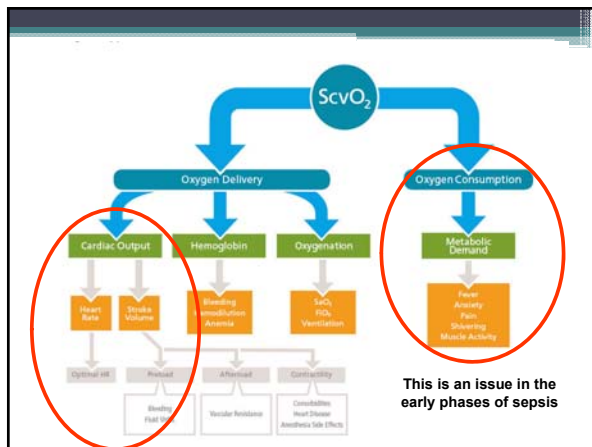 ScvO₂
Oxygen Delivery
Oxygen Consumption
Cardiac Output
Hemoglobin
Oxygenation
Metabolic
Demand
Heart
Rate
Stroke
Volume
Bleeding
Hemodilution
Anemia
SaO₂
FiO₂
Ventilation
Fever
Anxiety
Pain
Shivering
Muscle Activity
Optimal HR
Preload
Afterload
Contractility
Bleeding
Vascular Resistance
Comorbidities
Heart Disease
Anesthesia Side Effects
This is an issue in the
early phases of sepsis